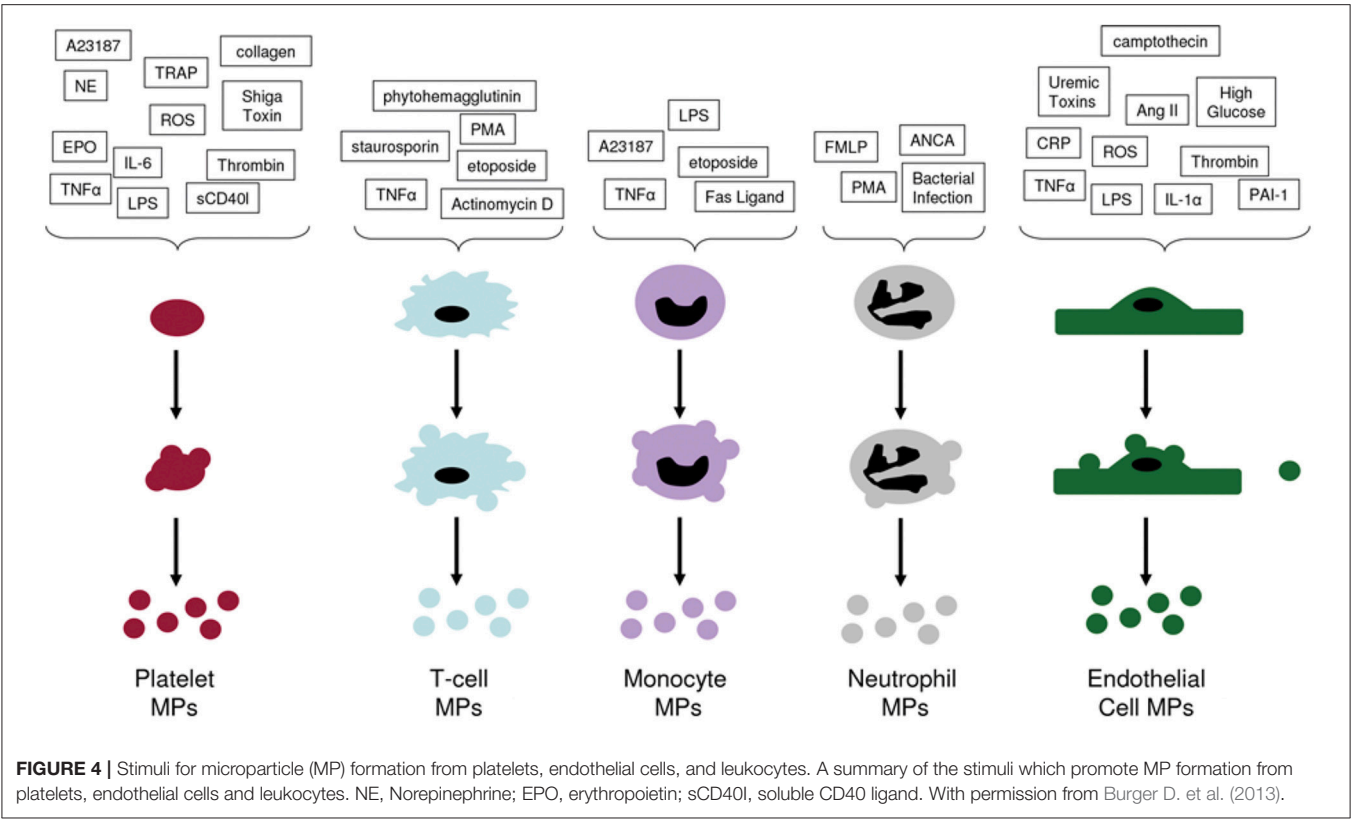 A23187
collagen
TRAP
NE
Shiga
Toxin
ROS
EPO
IL-6
Thrombin
TNFα
LPS
sCD40l
phytohemagglutinin
PMA
staurosporin
etoposide
TNFα
Actinomycin D
LPS
A23187
etoposide
TNFα
Fas Ligand
FMLP
ANCA
PMA
Bacterial
Infection
camptothecin
Uremic
Toxins
Ang II
High
Glucose
CRP
ROS
Thrombin
TNFα
LPS
IL-1α
PAI-1
Platelet
MPs
T-cell
MPs
Monocyte
MPs
Neutrophil
MPs
Endothelial
Cell MPs
FIGURE 4 | Stimuli for microparticle (MP) formation from platelets, endothelial cells, and leukocytes. A summary of the stimuli which promote MP formation from
platelets, endothelial cells and leukocytes. NE, Norepinephrine; EPO, erythropoietin; sCD40l, soluble CD40 ligand. With permission from Burger D. et al. (2013).